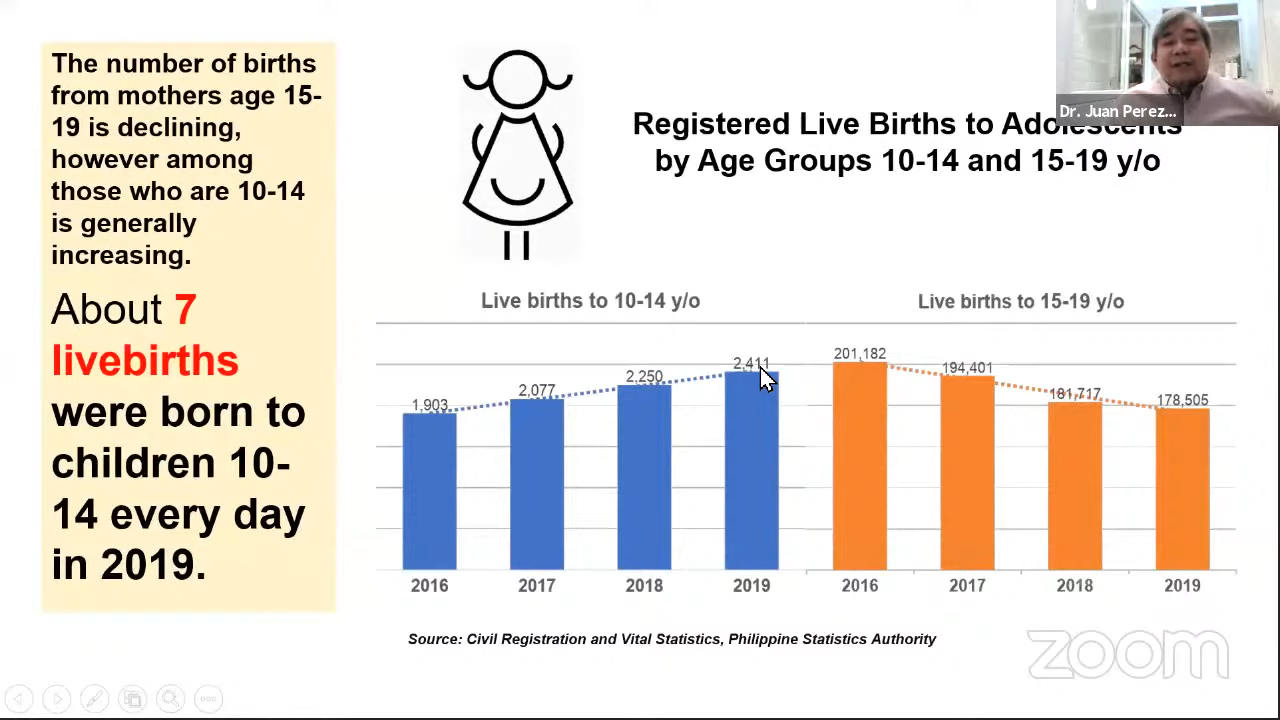 The number of births
from mothers age 15-
19 is declining,
however among
those who are 10-14
is generally
increasing.
About 7
livebirths
were born to
children 10-
14 every day
in 2019.
Dr. Juan Perez...
Registered Live Births to Adolescents
by Age Groups 10-14 and 15-19 y/o
Live births to 10-14 y/o
1,903
2,077
2,250
2,411
2016
2017
2018
2019
Live births to 15-19 y/o
201,182
194,401
181,717
178,505
2016
2017
2018
2019
Source: Civil Registration and Vital Statistics, Philippine Statistics Authority
zoom